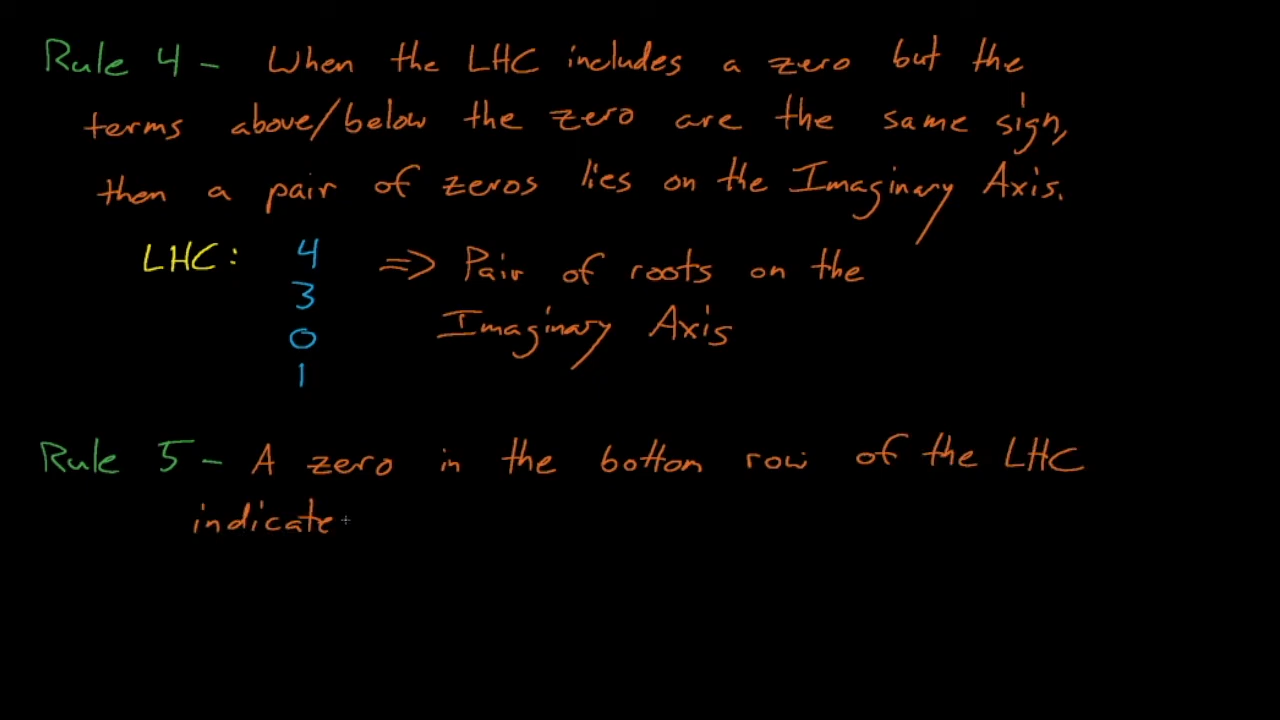 Rule 4 - When the LHC includes a zero but the
terms above/below the zero are the same sign,
then a pair of zeros lies on the Imaginary Axis.
LHC: 4 => Pair of roots on the
3
Imaginary Axis
0
1
Rule 5 - A zero in the bottom row of the LHC
indicate